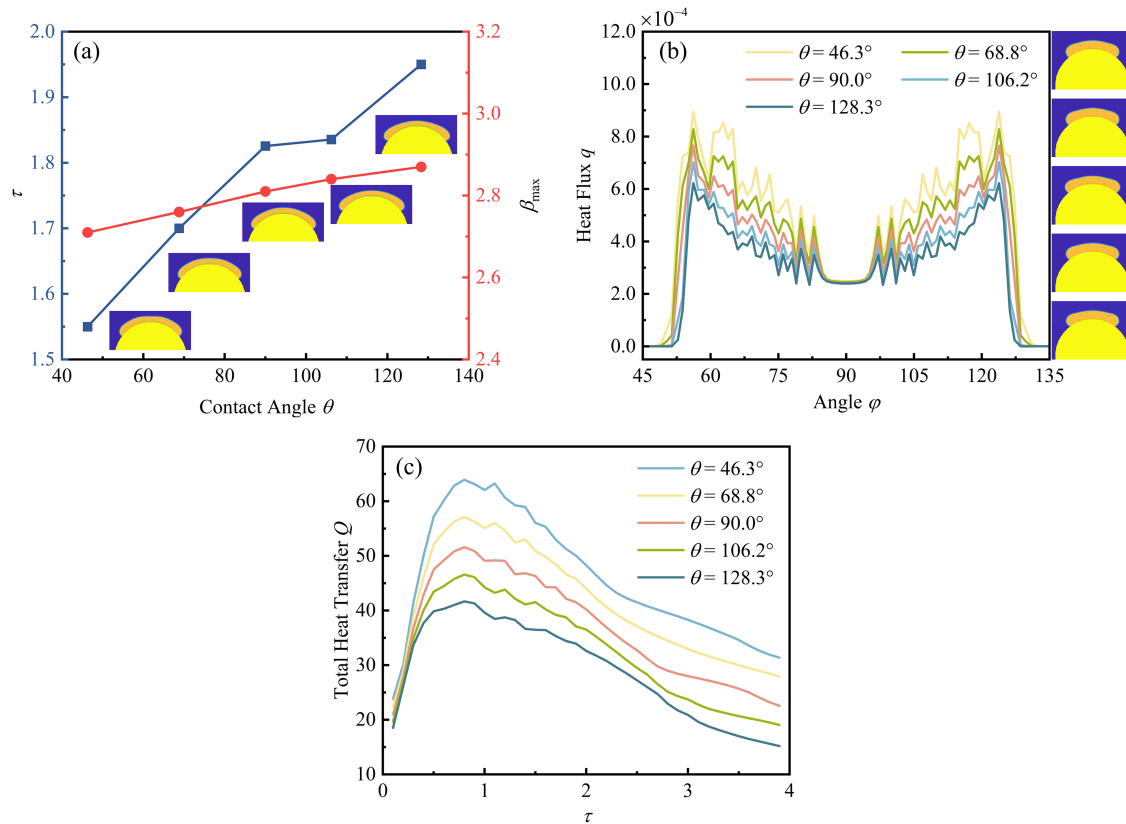 (a)
2.0
1.9
1.8
1.7
1.6
1.5
τ
3.2
3.0
2.8
2.6
2.4
βmax
40 60 80 100 120 140
Contact Angle θ
×10⁻⁴
(b)
12.0
10.0
8.0
6.0
4.0
2.0
0.0
Heat Flux q
θ = 46.3° θ = 68.8°
θ = 90.0° θ = 106.2°
θ = 128.3°
45 60 75 90 105 120 135
Angle φ
(c)
70
60
50
40
30
20
10
Total Heat Transfer Q
θ = 46.3°
θ = 68.8°
θ = 90.0°
θ = 106.2°
θ = 128.3°
0 1 2 3 4
τ